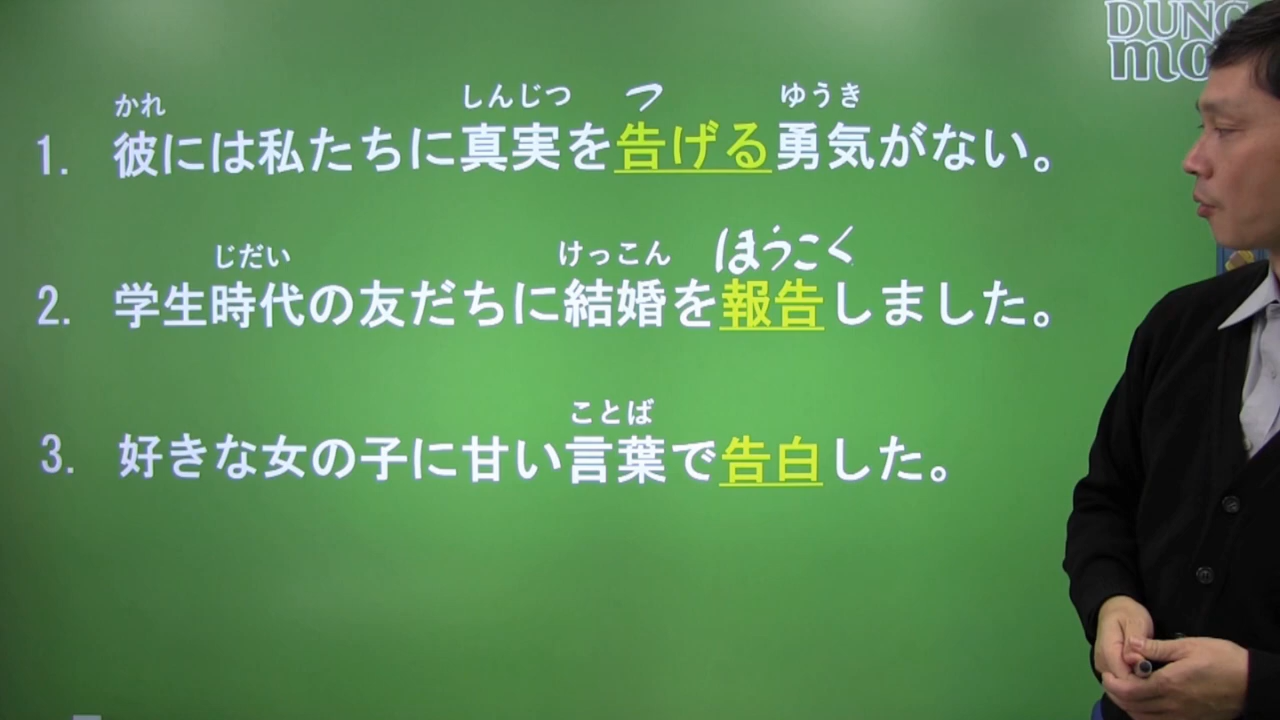 DUNG
mo
かれ しんじつ つ ゆうき
1. 彼には私たちに真実を告げる勇気がない。
じだい けっこん ほうこく
2. 学生時代の友だちに結婚を報告しました。
ことば
3. 好きな女の子に甘い言葉で告白した。